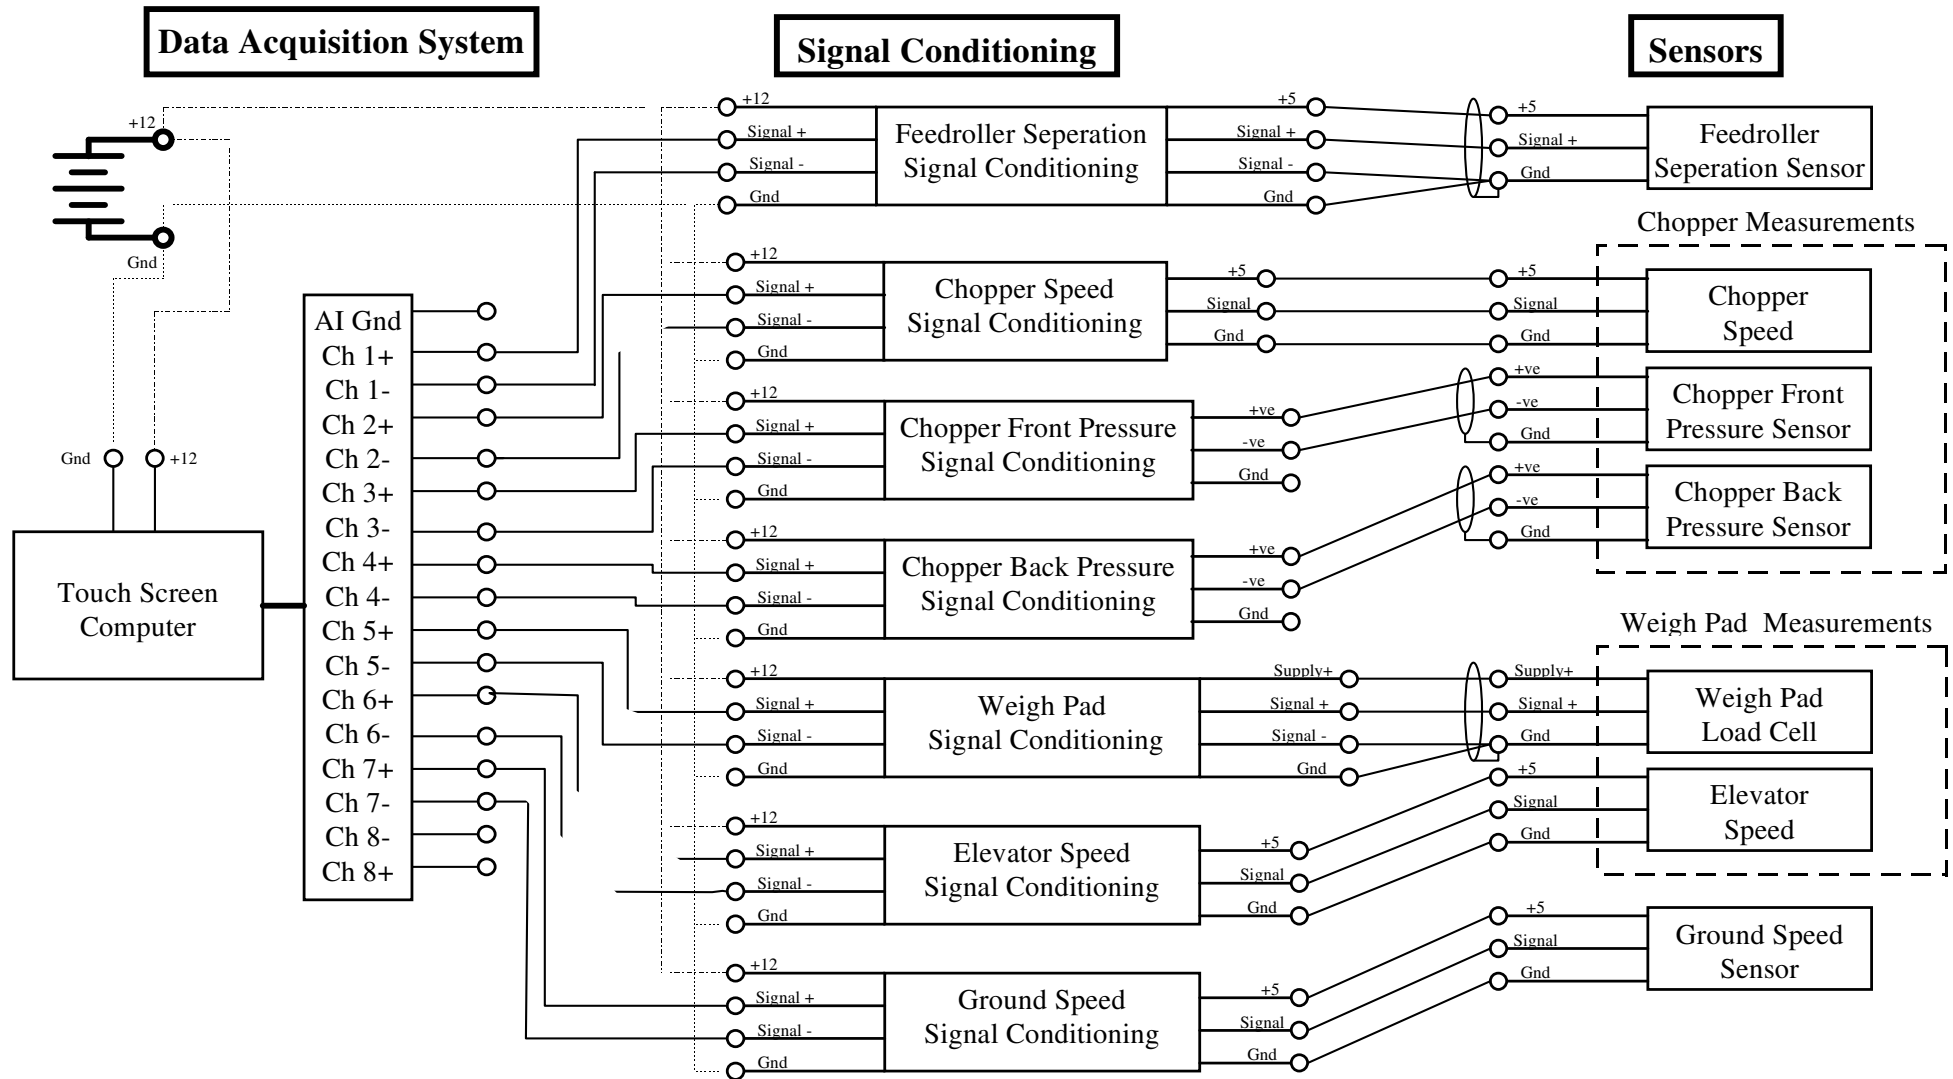 Data Acquisition System
Signal Conditioning
Sensors
+12
Gnd
Gnd
+12
Touch Screen
Computer
AI Gnd
Ch 1+
Ch 1-
Ch 2+
Ch 2-
Ch 3+
Ch 3-
Ch 4+
Ch 4-
Ch 5+
Ch 5-
Ch 6+
Ch 6-
Ch 7+
Ch 7-
Ch 8-
Ch 8+
+12
Signal +
Signal -
Gnd
Feedroller Seperation
Signal Conditioning
+5
Signal +
Signal -
Gnd
+5
Signal +
Gnd
Feedroller
Seperation Sensor
Chopper Measurements
+12
Signal +
Signal -
Gnd
Chopper Speed
Signal Conditioning
+5
Signal
Gnd
+5
Signal
Gnd
Chopper
Speed
+12
Signal +
Signal -
Gnd
Chopper Front Pressure
Signal Conditioning
+ve
-ve
Gnd
+ve
-ve
Gnd
Chopper Front
Pressure Sensor
+12
Signal +
Signal -
Gnd
Chopper Back Pressure
Signal Conditioning
+ve
-ve
Gnd
+ve
-ve
Gnd
Chopper Back
Pressure Sensor
Weigh Pad Measurements
+12
Signal +
Signal -
Gnd
Weigh Pad
Signal Conditioning
Supply+
Signal +
Signal -
Gnd
Supply+
Signal +
Gnd
Weigh Pad
Load Cell
+12
Signal +
Signal -
Gnd
Elevator Speed
Signal Conditioning
+5
Signal
Gnd
+5
Signal
Gnd
Elevator
Speed
+12
Signal +
Signal -
Gnd
Ground Speed
Signal Conditioning
+5
Signal
Gnd
+5
Signal
Gnd
Ground Speed
Sensor